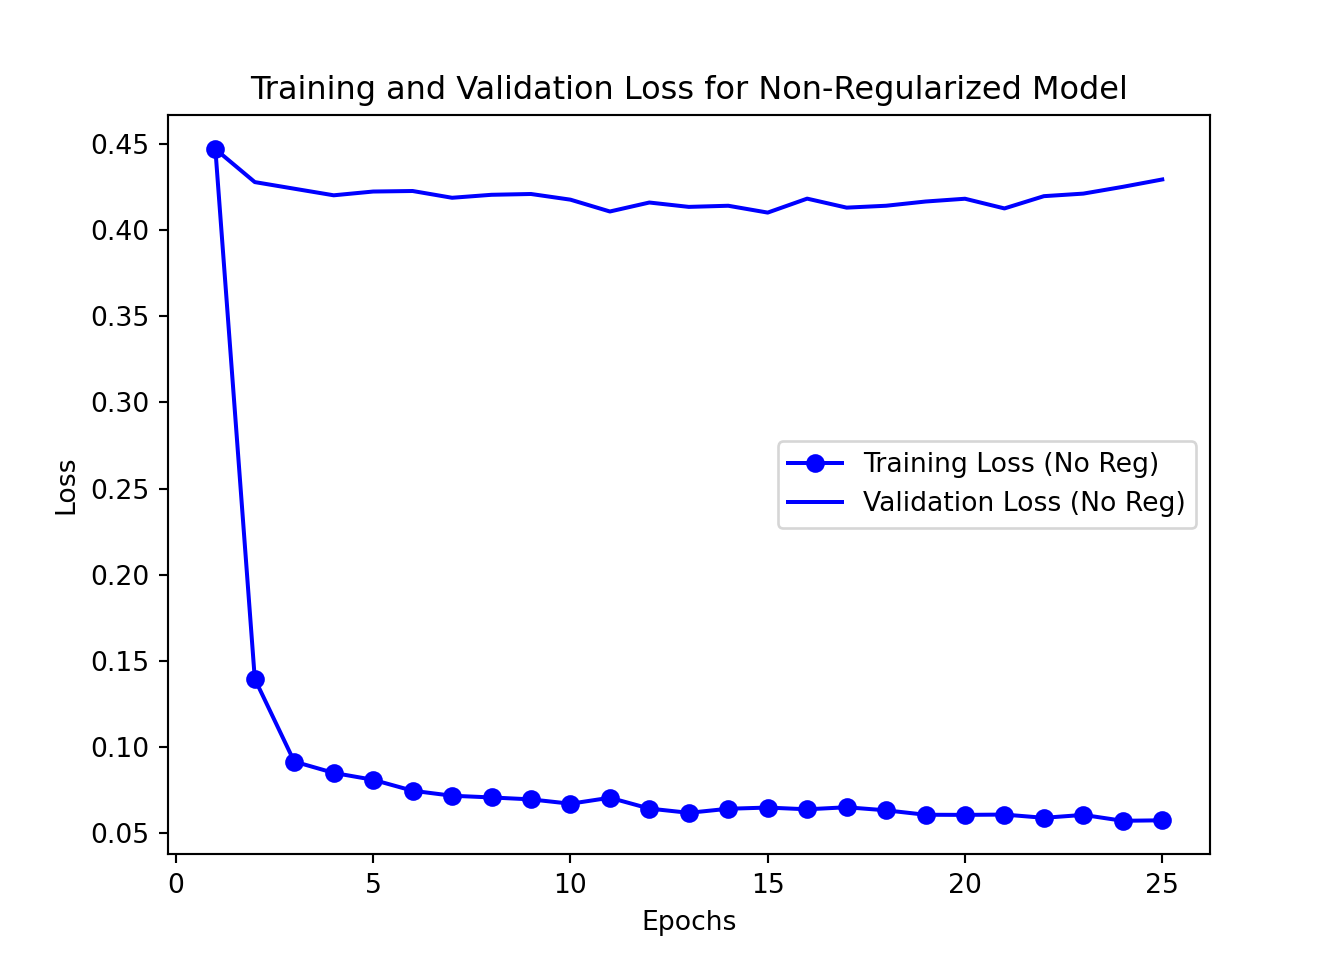 Training and Validation Loss for Non-Regularized Model
0.45
0.40
0.35
0.30
0.25
0.20
0.15
0.10
0.05
Loss
Training Loss (No Reg)
Validation Loss (No Reg)
0 5 10 15 20 25
Epochs